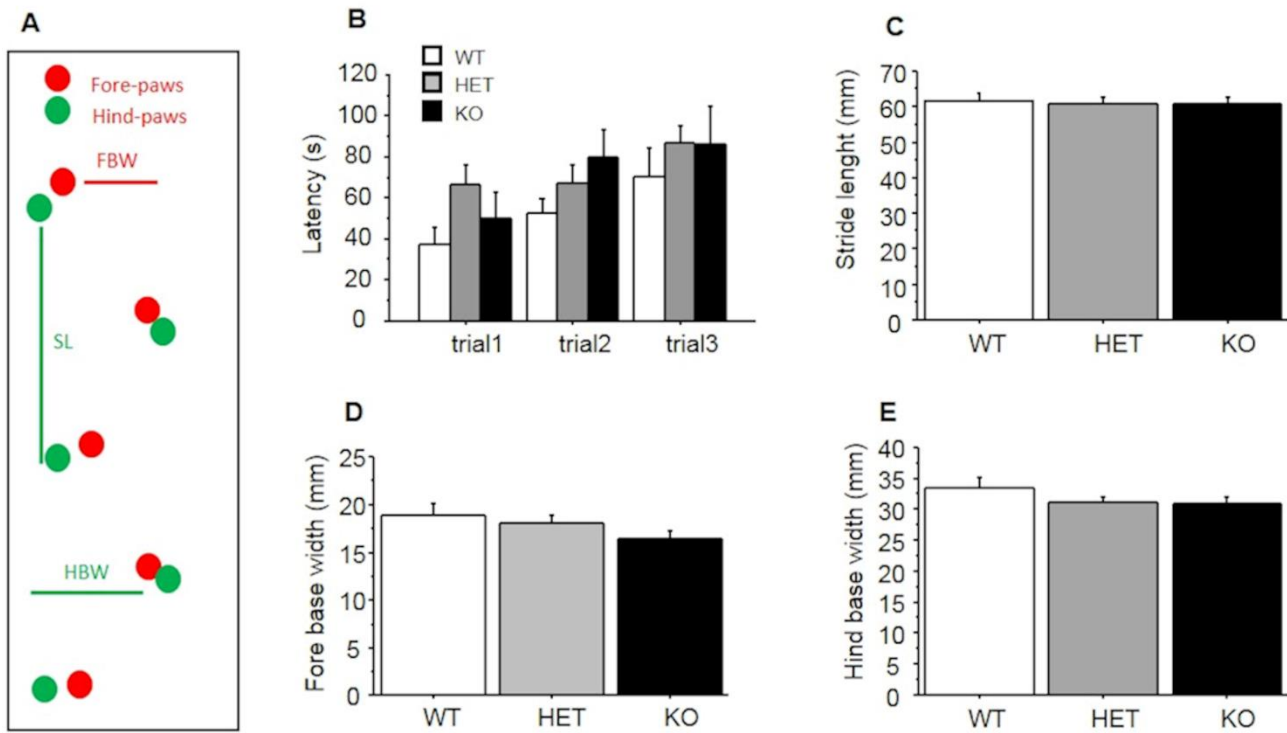 A
Fore-paws
Hind-paws
FBW
SL
HBW
B
WT
HET
KO
Latency (s)
120
100
80
60
40
20
0
trial1 trial2 trial3
C
Stride lenght (mm)
70
60
50
40
30
20
10
0
WT HET KO
D
Fore base width (mm)
25
20
15
10
5
0
WT HET KO
E
Hind base width (mm)
40
35
30
25
20
15
10
5
0
WT HET KO